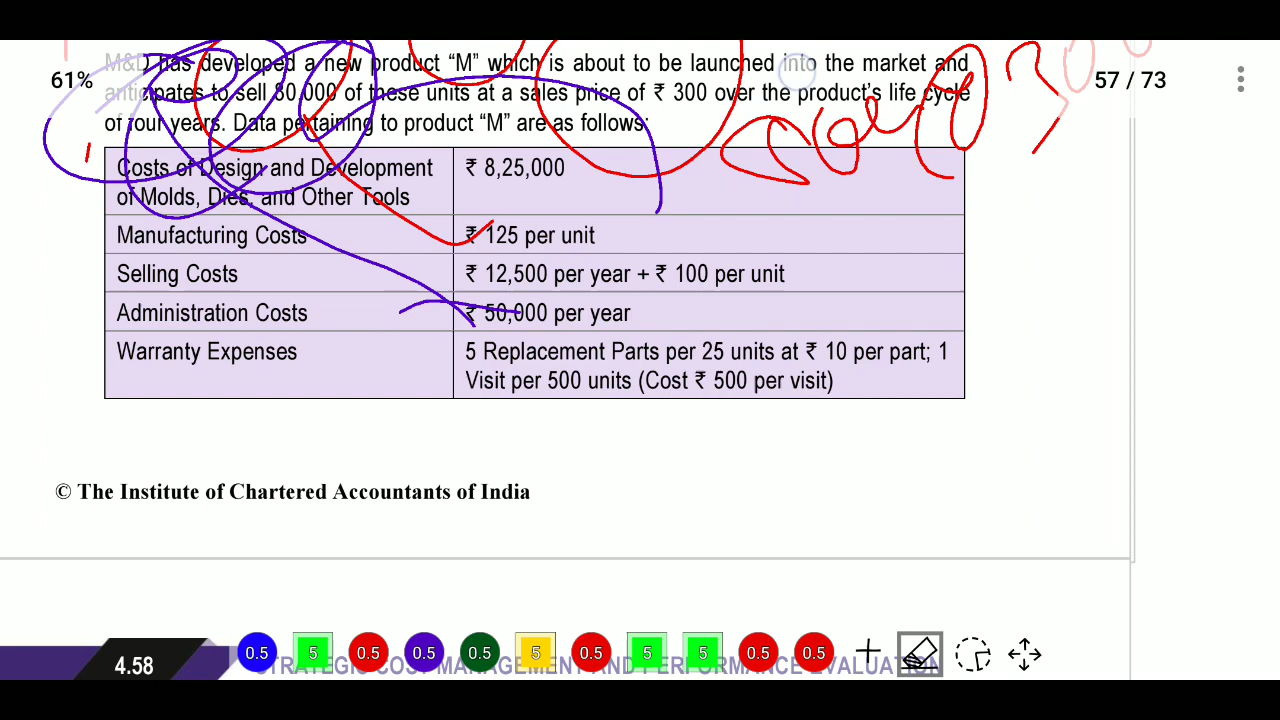 M&D has developed a new product “M” which is about to be launched into the market and
61%
57 / 73
anticipates to sell 80,000 of these units at a sales price of ₹ 300 over the product’s life cycle
of four years. Data pertaining to product “M” are as follows:
Costs of Design and Development of Molds, Dies, and Other Tools ₹ 8,25,000
Manufacturing Costs ₹ 125 per unit
Selling Costs ₹ 12,500 per year + ₹ 100 per unit
Administration Costs ₹ 50,000 per year
Warranty Expenses 5 Replacement Parts per 25 units at ₹ 10 per part; 1
Visit per 500 units (Cost ₹ 500 per visit)
© The Institute of Chartered Accountants of India
0.5 5 0.5 0.5 0.5 5 0.5 5 5 0.5 0.5
4.58 STRATEGIC COST MANAGEMENT AND PERFORMANCE EVALUATION